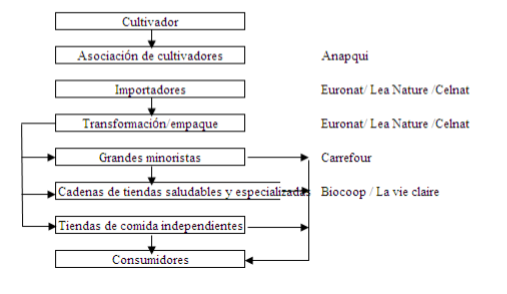 Cultivador
Asociación de cultivadores Anapqui
Importadores Euronat/ Lea Nature /Celnat
Transformación/empaque Euronat/ Lea Nature /Celnat
Grandes minoristas Carrefour
Cadenas de tiendas saludables y especializadas Biocoop / La vie claire
Tiendas de comida independientes
Consumidores